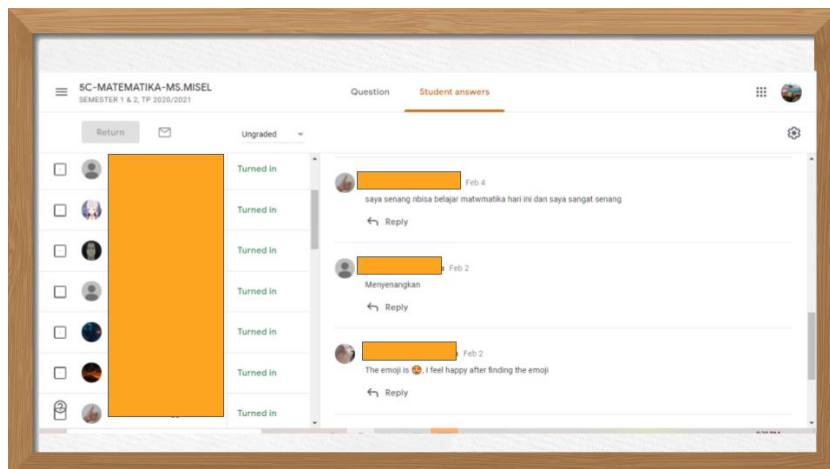 5C-MATEMATIKA-MS.MISEL
SEMESTER 1 & 2, TP 2020/2021
Question
Student answers
Return
Ungraded
Turned in
Turned in
Turned in
Turned in
Turned in
Turned in
Turned in
Feb 4
saya senang nbisa belajar matwmatika hari ini dan saya sangat senang
Reply
Feb 2
Menyenangkan
Reply
Feb 2
The emoji is 🤩, I feel happy after finding the emoji
Reply